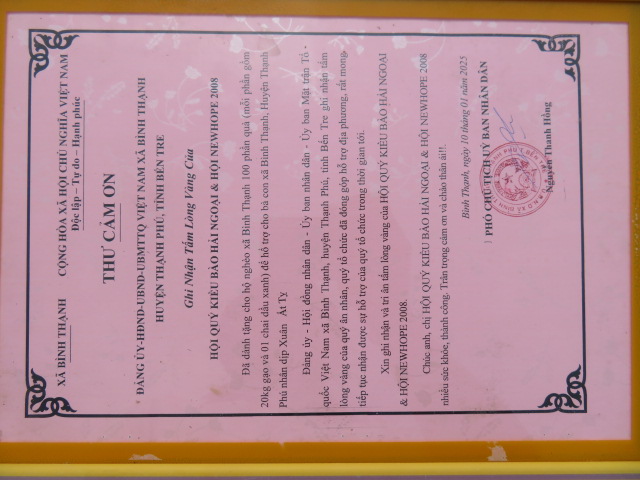 XÃ BÌNH THẠNH
CỘNG HÒA XÃ HỘI CHỦ NGHĨA VIỆT NAM
Độc lập – Tự do – Hạnh phúc
THƯ CẢM ƠN
ĐẢNG ỦY-HĐND-UBND-UBMTTQ VIỆT NAM XÃ BÌNH THẠNH
HUYỆN THẠNH PHÚ, TỈNH BẾN TRE
Ghi Nhận Tấm Lòng Vàng Của
HỘI QUỸ KIỀU BÀO HẢI NGOẠI & HỘI NEWHOPE 2008
Đã dành tặng cho hộ nghèo xã Bình Thạnh 100 phần quà (mỗi phần gồm
20kg gạo và 01 chai dầu xanh) để hỗ trợ cho bà con xã Bình Thạnh, Huyện Thạnh
Phú nhân dịp Xuân Ất Tỵ
Đảng ủy - Hội đồng nhân dân - Ủy ban nhân dân - Ủy ban Mặt trận Tổ
quốc Việt Nam xã Bình Thạnh, huyện Thạnh Phú, tỉnh Bến Tre ghi nhận tấm
lòng vàng của quý ân nhân, quý tổ chức đã đóng góp hỗ trợ địa phương, rất mong
tiếp tục nhận được sự hỗ trợ của quý tổ chức trong thời gian tới.
Xin ghi nhận và tri ân tấm lòng vàng của HỘI QUỸ KIỀU BÀO HẢI NGOẠI
& HỘI NEWHOPE 2008.
Chúc anh, chị HỘI QUỸ KIỀU BÀO HẢI NGOẠI & HỘI NEWHOPE 2008
nhiều sức khỏe, thành công. Trân trọng cảm ơn và chào thân ái!!.
Bình Thạnh, ngày 10 tháng 01 năm 2025
PHÓ CHỦ TỊCH ỦY BAN NHÂN DÂN
Nguyễn Thanh Hồng